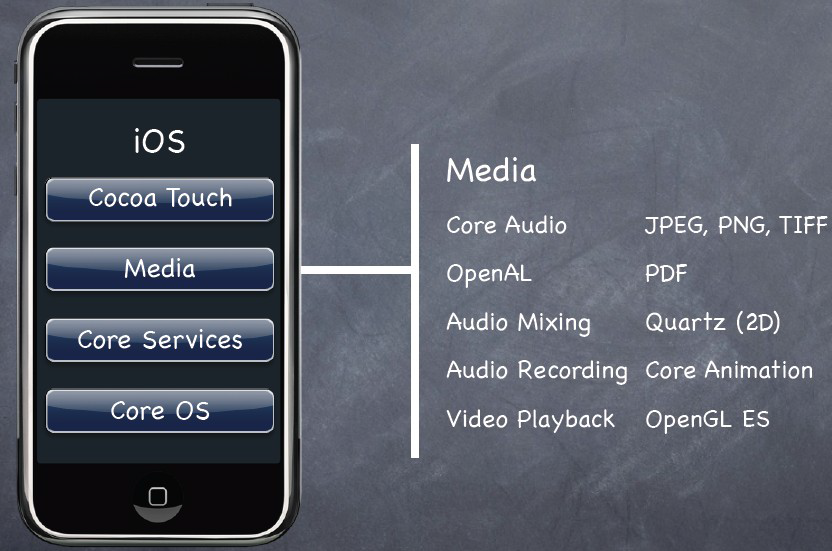 iOS
Cocoa Touch
Media
Core Services
Core OS
Media
Core Audio JPEG, PNG, TIFF
OpenAL PDF
Audio Mixing Quartz (2D)
Audio Recording Core Animation
Video Playback OpenGL ES